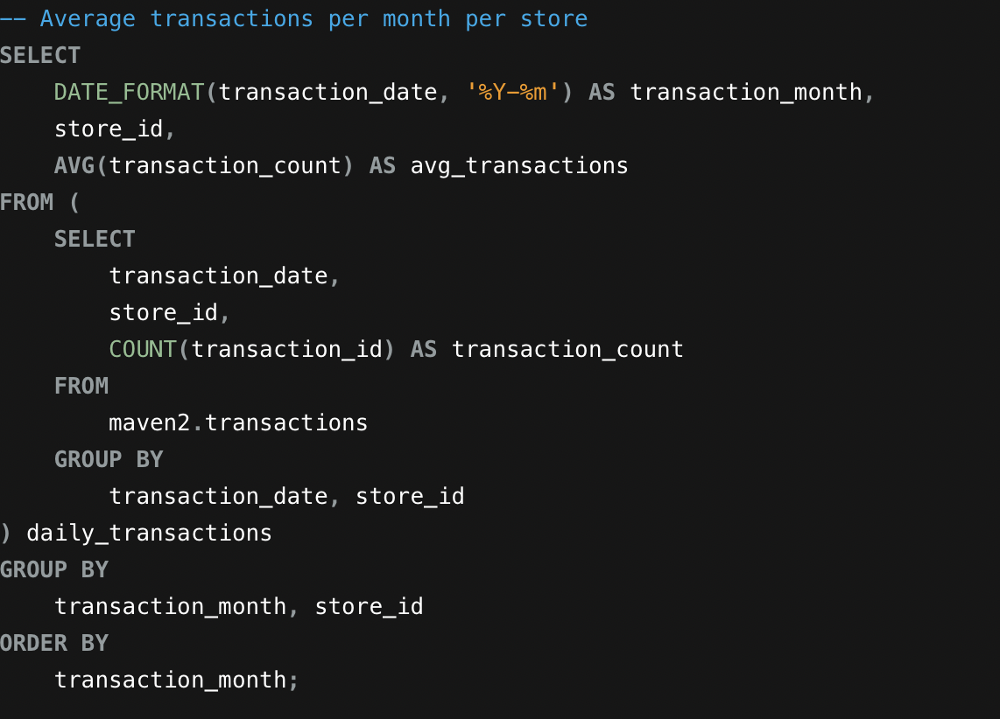 -- Average transactions per month per store
SELECT
    DATE_FORMAT(transaction_date, '%Y-%m') AS transaction_month,
    store_id,
    AVG(transaction_count) AS avg_transactions
FROM (
    SELECT
        transaction_date,
        store_id,
        COUNT(transaction_id) AS transaction_count
    FROM
        maven2.transactions
    GROUP BY
        transaction_date, store_id
) daily_transactions
GROUP BY
    transaction_month, store_id
ORDER BY
    transaction_month;